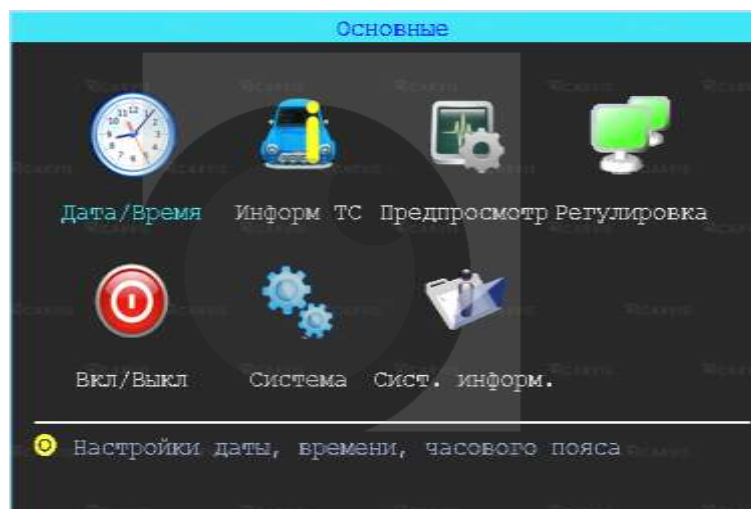 Основные
Дата/Время Информ ТС Предпросмотр Регулировка
Вкл/Выкл Система Сист. информ.
Настройки даты, времени, часового пояса